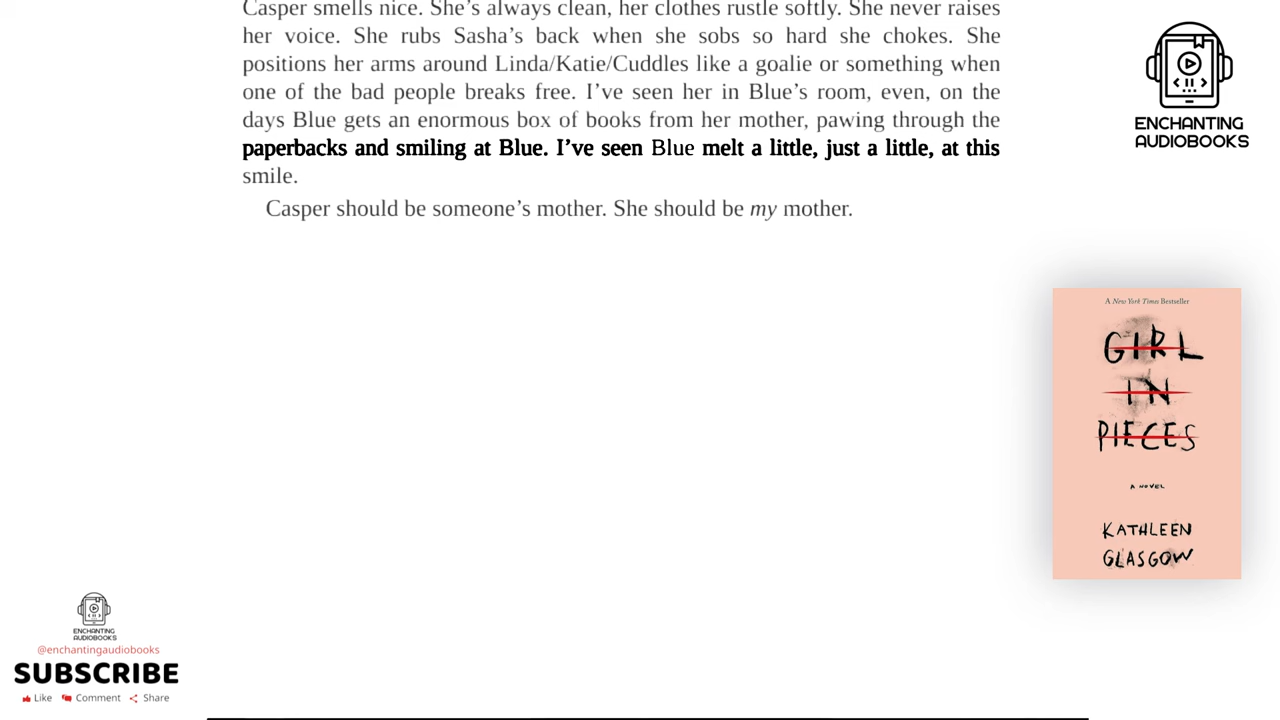 Casper smells nice. She’s always clean, her clothes rustle softly. She never raises
her voice. She rubs Sasha’s back when she sobs so hard she chokes. She
positions her arms around Linda/Katie/Cuddles like a goalie or something when
one of the bad people breaks free. I’ve seen her in Blue’s room, even, on the
days Blue gets an enormous box of books from her mother, pawing through the
paperbacks and smiling at Blue. I’ve seen Blue melt a little, just a little, at this
smile.
Casper should be someone’s mother. She should be my mother.
ENCHANTING
AUDIOBOOKS
A New York Times Bestseller
GIRL
IN
PIECES
A NOVEL
KATHLEEN
GLASGOW
ENCHANTING
AUDIOBOOKS
@enchantingaudiobooks
SUBSCRIBE
Like Comment Share